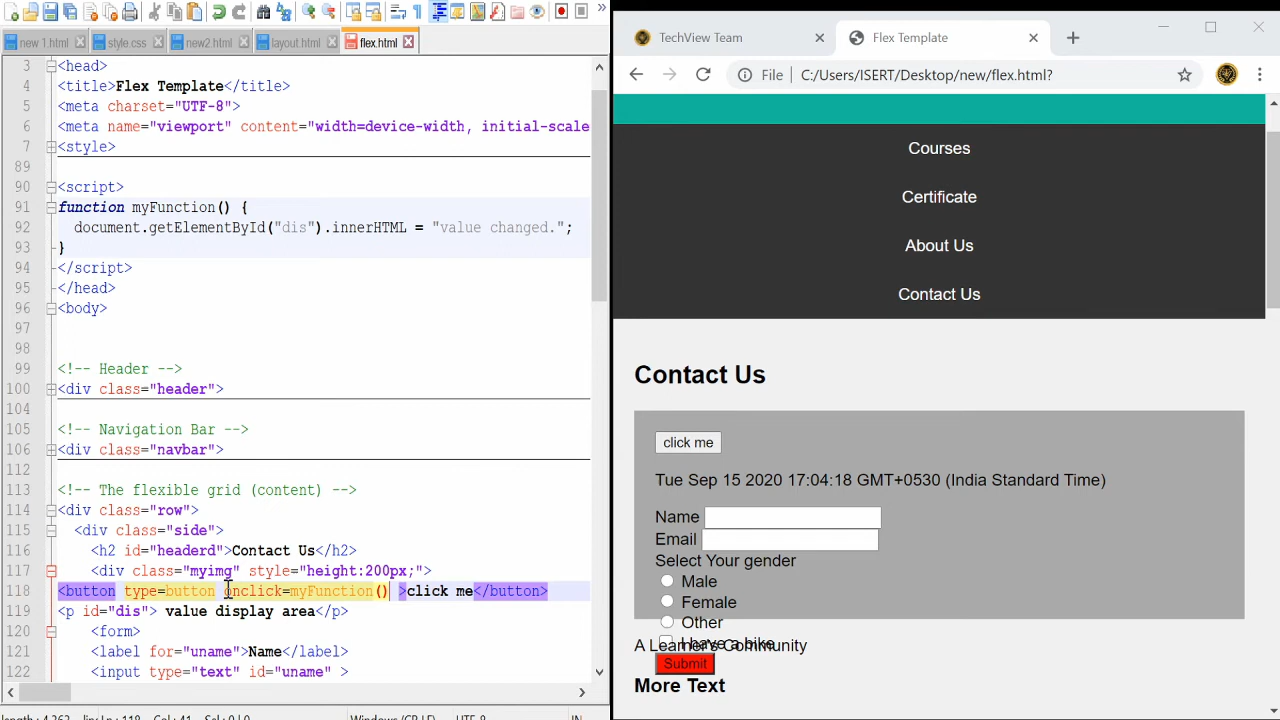 new 1.html
style.css
new2.html
layout.html
flex.html
3 <head>
4 <title>Flex Template</title>
5 <meta charset="UTF-8">
6 <meta name="viewport" content="width=device-width, initial-scale
7 <style>
89
90 <script>
91 function myFunction() {
92 document.getElementById("dis").innerHTML = "value changed.";
93 }
94 </script>
95 </head>
96 <body>
97
98
99 <!-- Header -->
100 <div class="header">
104
105 <!-- Navigation Bar -->
106 <div class="navbar">
112
113 <!-- The flexible grid (content) -->
114 <div class="row">
115 <div class="side">
116 <h2 id="headerd">Contact Us</h2>
117 <div class="myimg" style="height:200px;">
118 <button type=button onclick=myFunction() >click me</button>
119 <p id="dis"> value display area</p>
120 <form>
121 <label for="uname">Name</label>
122 <input type="text" id="uname" >
TechView Team
Flex Template
File
C:/Users/ISERT/Desktop/new/flex.html?
Courses
Certificate
About Us
Contact Us
Contact Us
click me
Tue Sep 15 2020 17:04:18 GMT+0530 (India Standard Time)
Name
Email
Select Your gender
Male
Female
Other
I have a bike
A Learner's Community
Submit
More Text